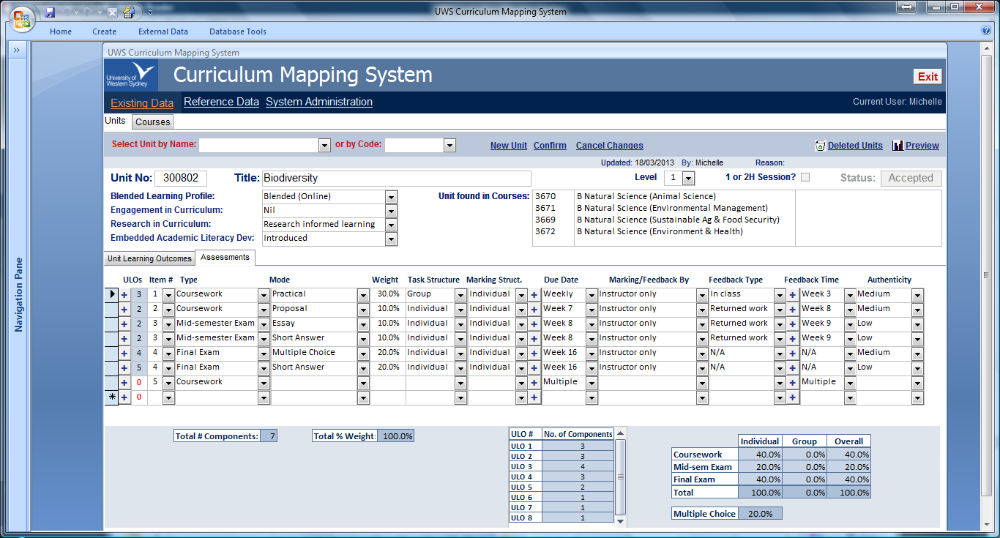 UWS Curriculum Mapping System
Home Create External Data Database Tools
UWS Curriculum Mapping System
University of
Western Sydney
Curriculum Mapping System
Exit
Existing Data Reference Data System Administration Current User: Michelle
Units Courses
Select Unit by Name: or by Code: New Unit Confirm Cancel Changes Deleted Units Preview
Updated: 18/03/2013 By: Michelle Reason:
Unit No: 300802 Title: Biodiversity Level 1 1 or 2H Session? Status: Accepted
Blended Learning Profile: Blended (Online) Unit found in Courses: 3670 B Natural Science (Animal Science)
Engagement in Curriculum: Nil 3671 B Natural Science (Environmental Management)
Research in Curriculum: Research informed learning 3669 B Natural Science (Sustainable Ag & Food Security)
Embedded Academic Literacy Dev: Introduced 3672 B Natural Science (Environment & Health)
Navigation Pane
Unit Learning Outcomes Assessments
ULOs Item # Type Mode Weight Task Structure Marking Struct. Due Date Marking/Feedback By Feedback Type Feedback Time Authenticity
+ 3 1 Coursework Practical 30.0% Group Individual + Weekly Instructor only In class + Week 3 Medium
+ 2 2 Coursework Proposal 10.0% Individual Individual + Week 7 Instructor only Returned work + Week 8 Medium
+ 2 3 Mid-semester Exam Essay 10.0% Individual Individual + Week 8 Instructor only Returned work + Week 9 Low
+ 2 3 Mid-semester Exam Short Answer 10.0% Individual Individual + Week 8 Instructor only Returned work + Week 9 Low
+ 4 4 Final Exam Multiple Choice 20.0% Individual Individual + Week 16 Instructor only N/A + N/A Medium
+ 5 4 Final Exam Short Answer 20.0% Individual Individual + Week 16 Instructor only N/A + N/A Low
+ 0 5 Coursework + Multiple + Multiple
* + 0 + +
Total # Components: 7 Total % Weight: 100.0%
ULO # No. of Components
ULO 1 3
ULO 2 3
ULO 3 4
ULO 4 3
ULO 5 2
ULO 6 1
ULO 7 1
ULO 8 1
Individual Group Overall
Coursework 40.0% 0.0% 40.0%
Mid-sem Exam 20.0% 0.0% 20.0%
Final Exam 40.0% 0.0% 40.0%
Total 100.0% 0.0% 100.0%
Multiple Choice 20.0%